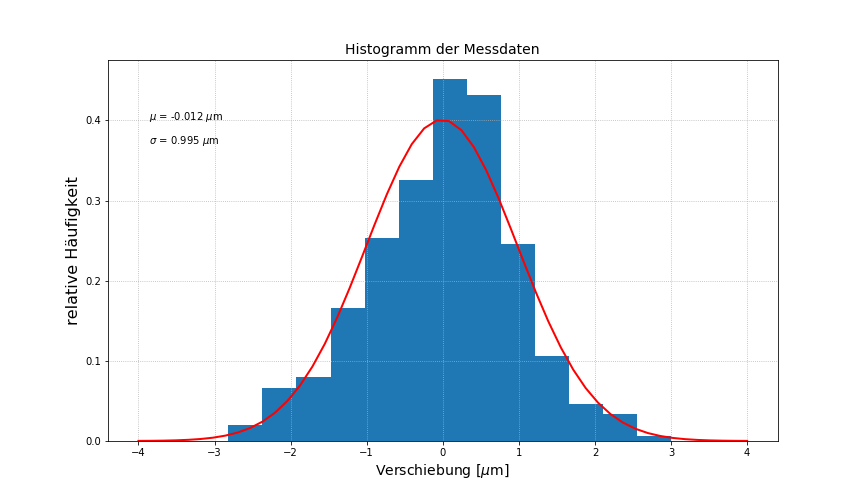 Histogramm der Messdaten
μ = -0.012 μm
σ = 0.995 μm
relative Häufigkeit
0.4
0.3
0.2
0.1
0.0
−4 −3 −2 −1 0 1 2 3 4
Verschiebung [μm]